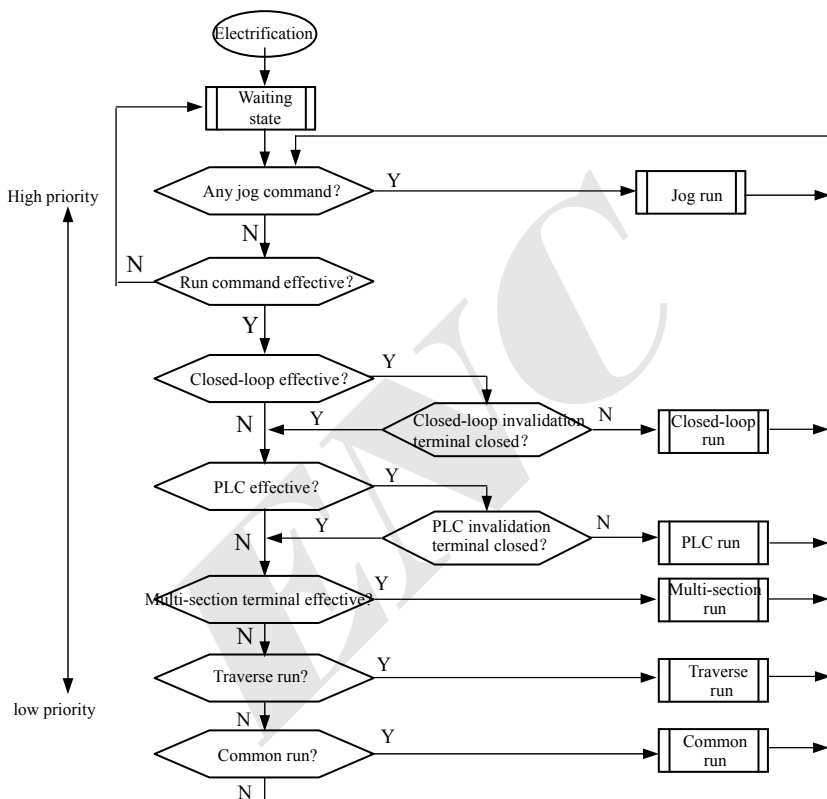 Electrification
Waiting
state
Any jog command?
Y
Jog run
High priority
N
N
Run command effective?
Y
Closed-loop effective?
Y
N
Y
Closed-loop invalidation
terminal closed?
N
Closed-loop
run
PLC effective?
Y
N
Y
PLC invalidation
terminal closed?
N
PLC run
Multi-section terminal effective?
Y
Multi-section
run
N
Traverse run?
Y
Traverse
run
low priority
N
Common run?
Y
Common
run
N
ENC